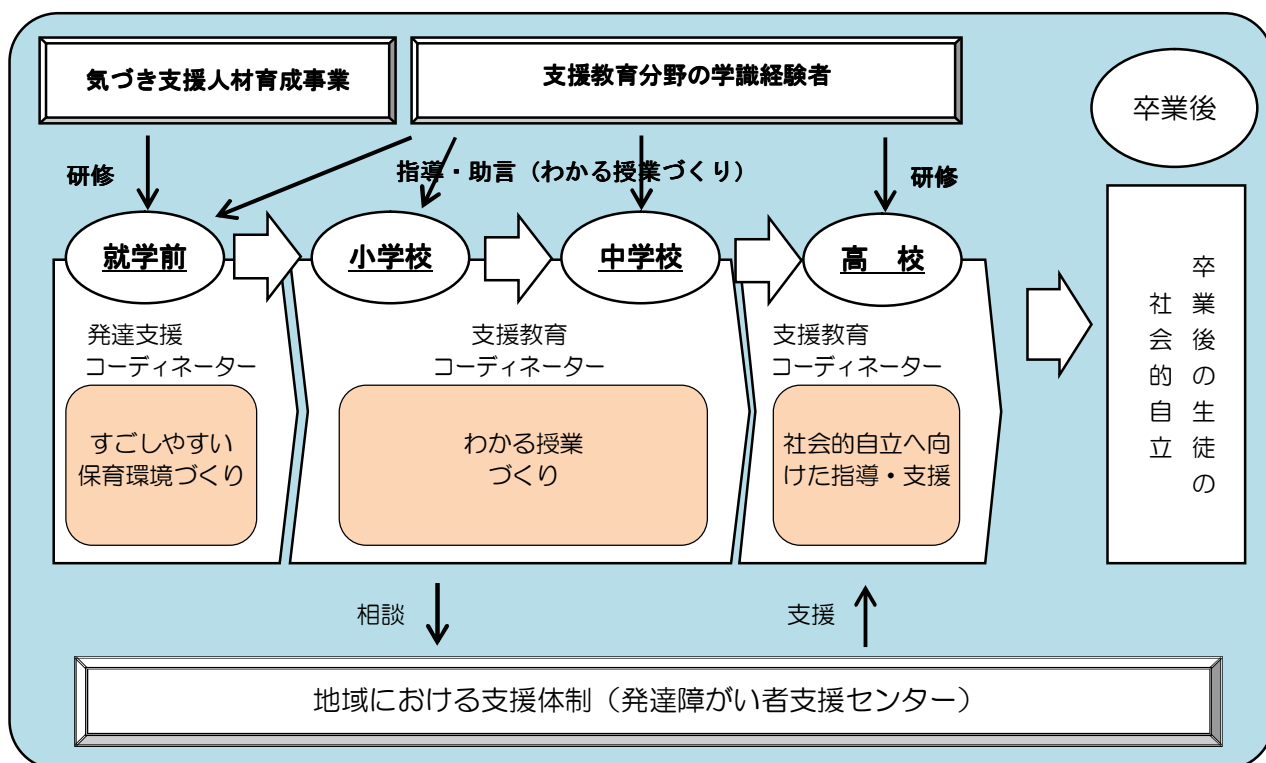 気づき支援人材育成事業
支援教育分野の学識経験者
卒業後
研修
指導・助言（わかる授業づくり）
研修
就学前
小学校
中学校
高　校
発達支援
コーディネーター
支援教育
コーディネーター
支援教育
コーディネーター
すごしやすい
保育環境づくり
わかる授業
づくり
社会的自立へ向
けた指導・支援
卒業後の生徒の
社会的自立
相談
支援
地域における支援体制（発達障がい者支援センター）